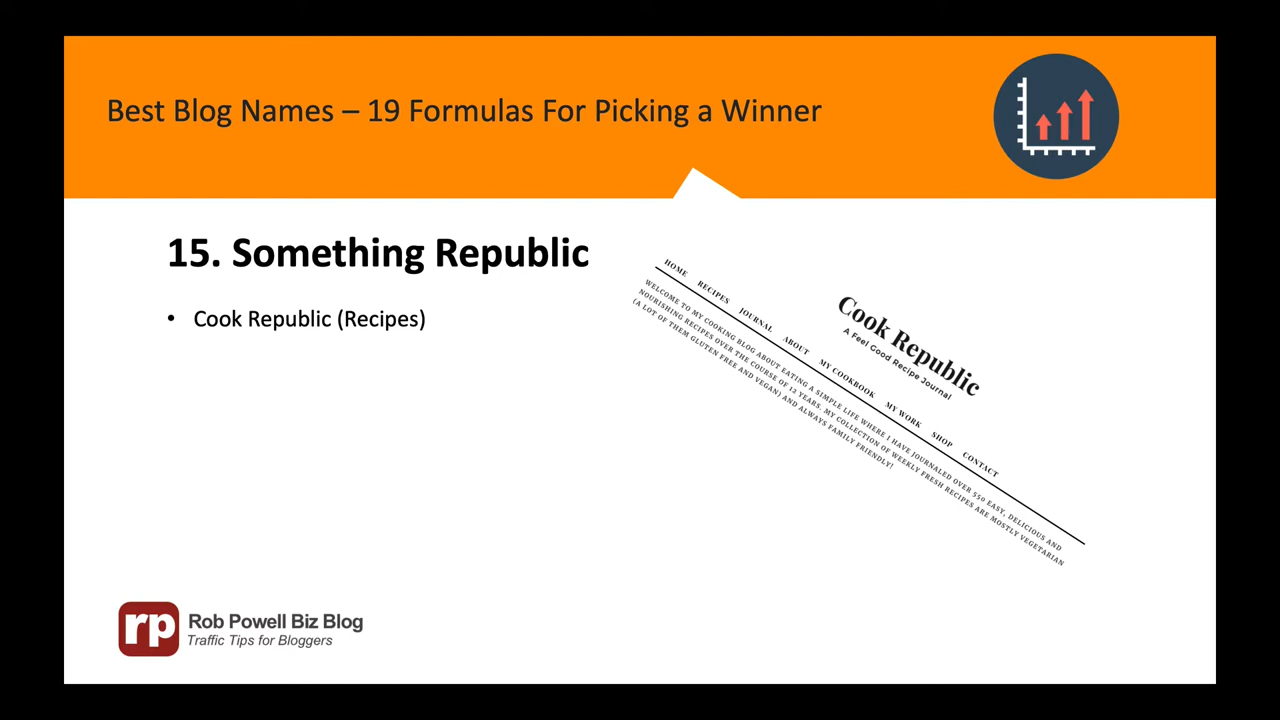 Best Blog Names – 19 Formulas For Picking a Winner
15. Something Republic
• Cook Republic (Recipes)
Cook Republic
A Feel Good Recipe Journal
HOME RECIPES JOURNAL ABOUT MY COOKBOOK MY WORK SHOP CONTACT
WELCOME TO MY COOKING BLOG ABOUT EATING A SIMPLE LIFE WHERE I HAVE JOURNALED OVER 550 EASY, DELICIOUS AND
NOURISHING RECIPES OVER THE COURSE OF 12 YEARS. MY COLLECTION OF WEEKLY FRESH RECIPES ARE MOSTLY VEGETARIAN
(A LOT OF THEM GLUTEN FREE AND VEGAN) AND ALWAYS FAMILY FRIENDLY!
rp
Rob Powell Biz Blog
Traffic Tips for Bloggers